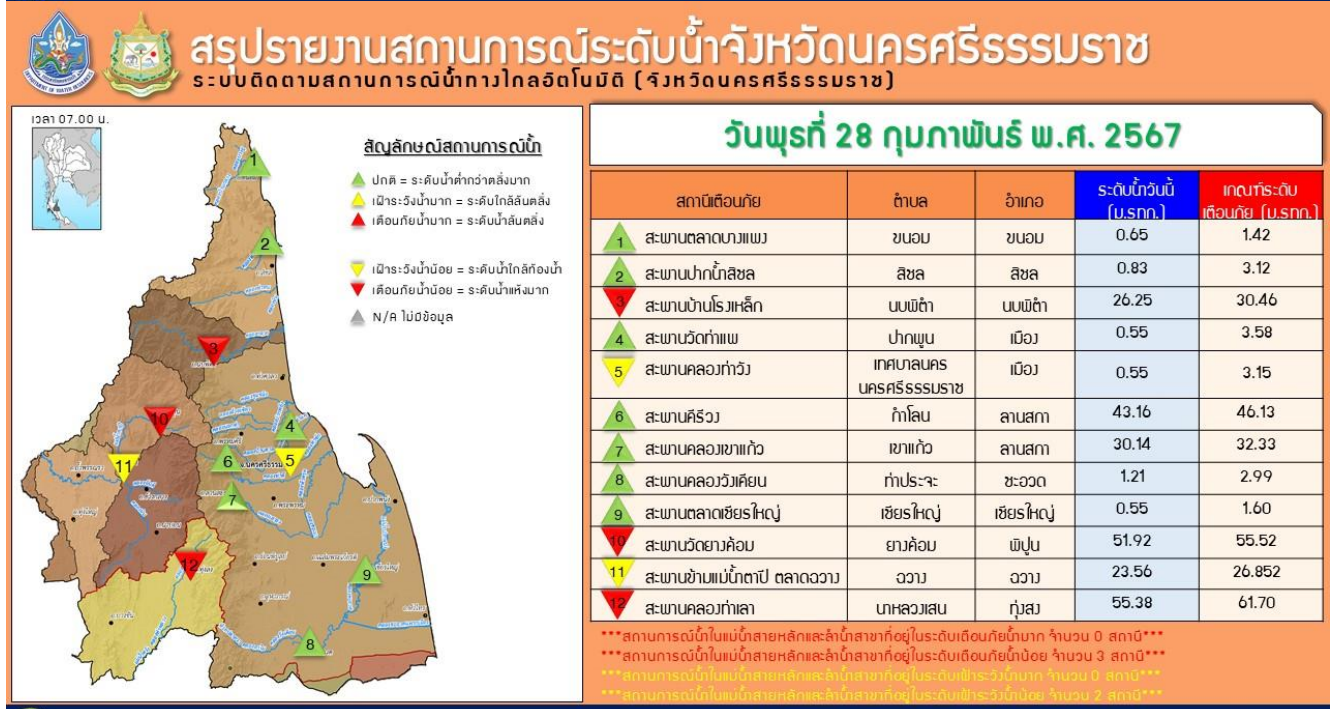 สรุปรายงานสถานการณ์ระดับน้ำจังหวัดนครศรีธรรมราช
ระบบติดตามสถานการณ์น้ำทางไกลอัตโนมัติ (จังหวัดนครศรีธรรมราช)
เวลา 07.00 น.
สัญลักษณ์สถานการณ์น้ำ
ปกติ = ระดับน้ำต่ำกว่าตลิ่งมาก
เฝ้าระวังน้ำมาก = ระดับใกล้ล้นตลิ่ง
เตือนภัยน้ำมาก = ระดับน้ำล้นตลิ่ง
เฝ้าระวังน้ำน้อย = ระดับน้ำใกล้ท้องน้ำ
เตือนภัยน้ำน้อย = ระดับน้ำแห้งมาก
N/A ไม่มีข้อมูล
1
2
3
10
4
11
6
5
7
12
9
8
วันพุธที่ 28 กุมภาพันธ์ พ.ศ. 2567
สถานีเตือนภัย ตำบล อำเภอ ระดับน้ำวันนี้ (ม.รทก.) เกณฑ์ระดับเตือนภัย (ม.รทก.)
1 สะพานตลาดบางแพง ขนอม ขนอม 0.65 1.42
2 สะพานปากน้ำสิชล สิชล สิชล 0.83 3.12
3 สะพานบ้านโรงเหล็ก นบพิตำ นบพิตำ 26.25 30.46
4 สะพานวัดท่าแพ ปากพูน เมือง 0.55 3.58
5 สะพานคลองท่าวัง เทศบาลนครนครศรีธรรมราช เมือง 0.55 3.15
6 สะพานคีรีวง กำโลน ลานสกา 43.16 46.13
7 สะพานคลองเขาแก้ว เขาแก้ว ลานสกา 30.14 32.33
8 สะพานคลองวังเคียน ท่าประจะ ชะอวด 1.21 2.99
9 สะพานตลาดเชียรใหญ่ เชียรใหญ่ เชียรใหญ่ 0.55 1.60
10 สะพานวัดยางค้อม ยางค้อม พิปูน 51.92 55.52
11 สะพานข้ามแม่น้ำตาปี ตลาดฉวาง ฉวาง ฉวาง 23.56 26.852
12 สะพานคลองท่าเลา นาหลวงเสน ทุ่งสง 55.38 61.70
***สถานการณ์น้ำในแม่น้ำสายหลักและลำน้ำสาขาที่อยู่ในระดับเตือนภัยน้ำมาก จำนวน 0 สถานี***
***สถานการณ์น้ำในแม่น้ำสายหลักและลำน้ำสาขาที่อยู่ในระดับเตือนภัยน้ำน้อย จำนวน 3 สถานี***
***สถานการณ์น้ำในแม่น้ำสายหลักและลำน้ำสาขาที่อยู่ในระดับเฝ้าระวังน้ำมาก จำนวน 0 สถานี***
***สถานการณ์น้ำในแม่น้ำสายหลักและลำน้ำสาขาที่อยู่ในระดับเฝ้าระวังน้ำน้อย จำนวน 2 สถานี***